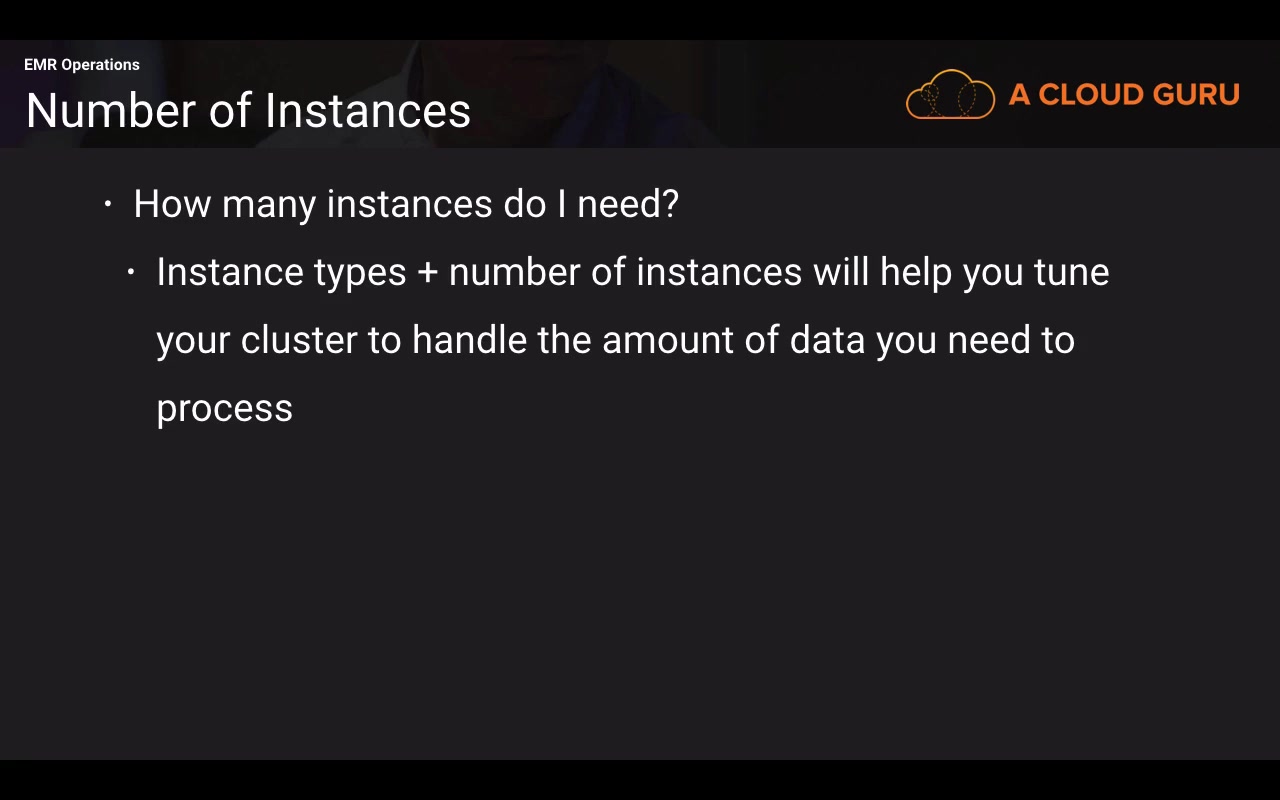 EMR Operations
Number of Instances
A CLOUD GURU
• How many instances do I need?
• Instance types + number of instances will help you tune
your cluster to handle the amount of data you need to
process